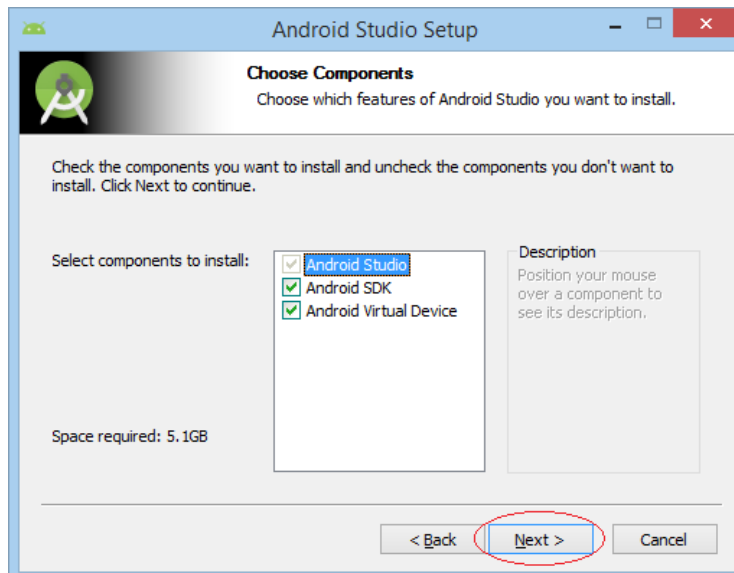 Android Studio Setup
Choose Components
Choose which features of Android Studio you want to install.
Check the components you want to install and uncheck the components you don't want to
install. Click Next to continue.
Select components to install:
Android Studio
Android SDK
Android Virtual Device
Description
Position your mouse
over a component to
see its description.
Space required: 5.1GB
< Back
Next >
Cancel